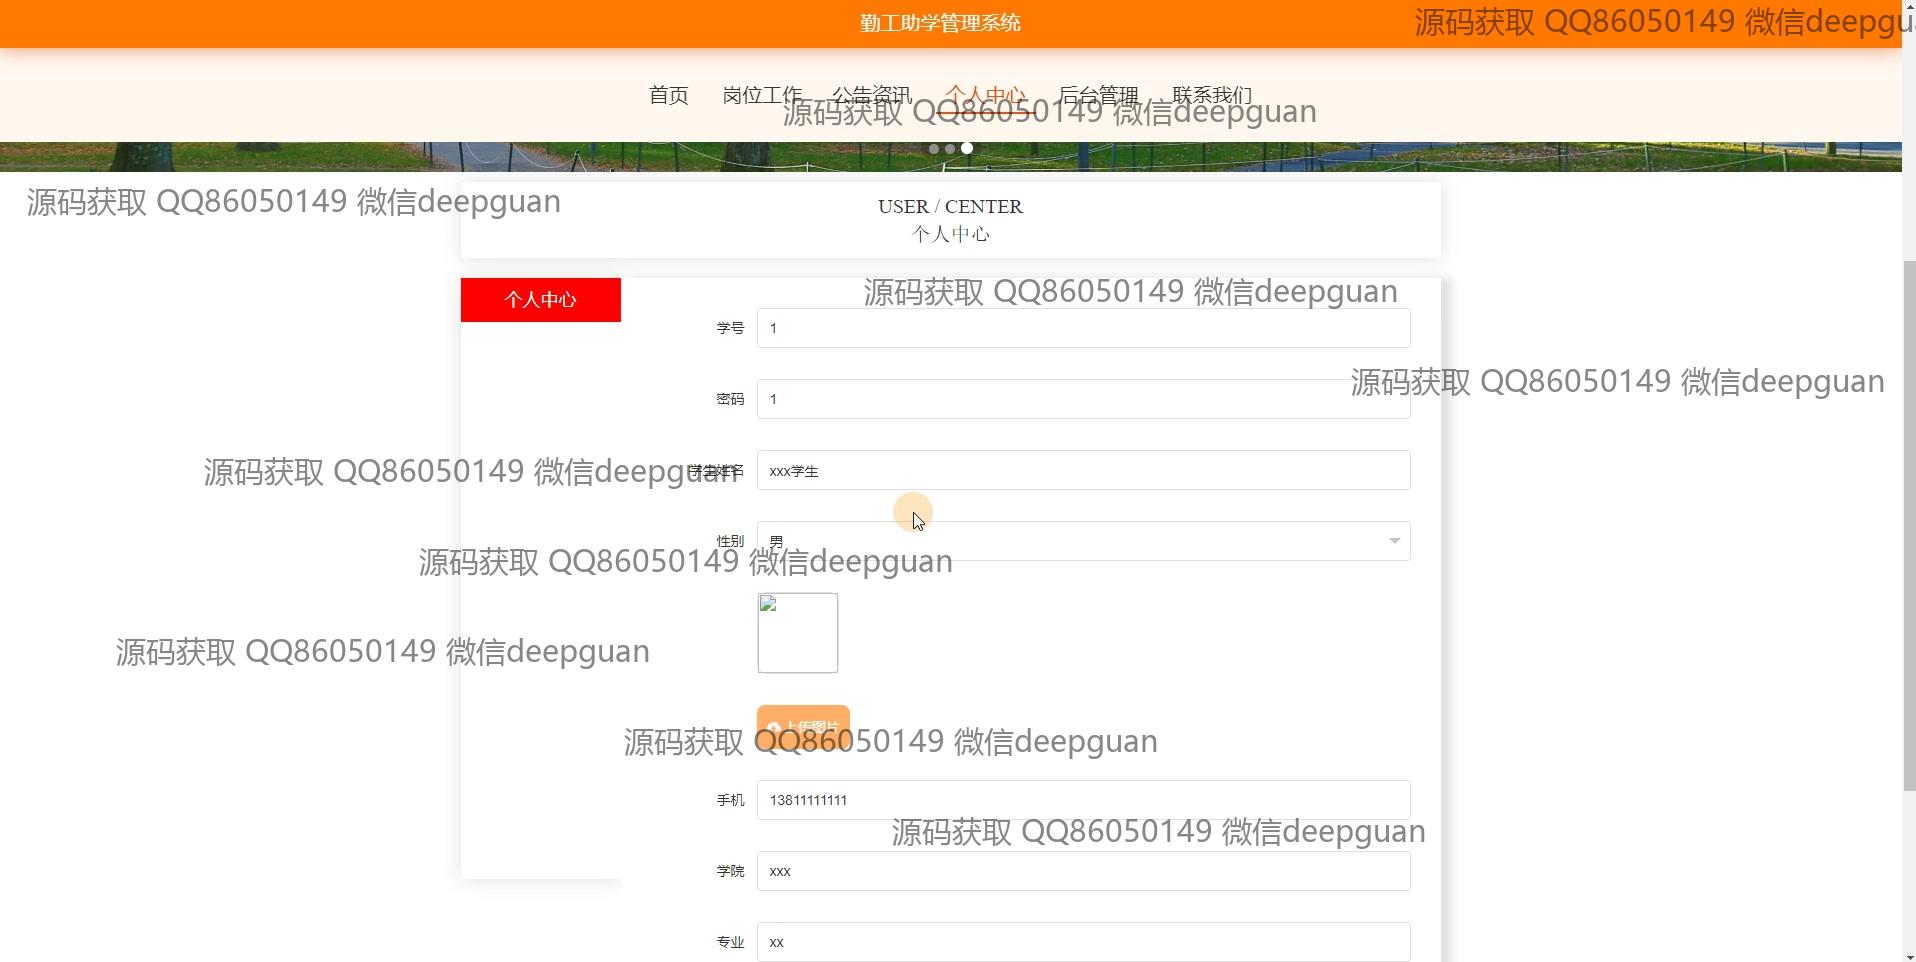 勤工助学管理系统
源码获取 QQ86050149 微信deepgu
首页 岗位工作 公告资讯 个人中心 后台管理 联系我们
源码获取 QQ86050149 微信deepguan
源码获取 QQ86050149 微信deepguan
USER / CENTER
个人中心
个人中心
源码获取 QQ86050149 微信deepguan
学号 1
源码获取 QQ86050149 微信deepguan
密码 1
源码获取 QQ86050149 微信deepguan
学生姓名 xxx学生
性别 男
源码获取 QQ86050149 微信deepguan
源码获取 QQ86050149 微信deepguan
上传图片
源码获取 QQ86050149 微信deepguan
手机 13811111111
源码获取 QQ86050149 微信deepguan
学院 xxx
专业 xx